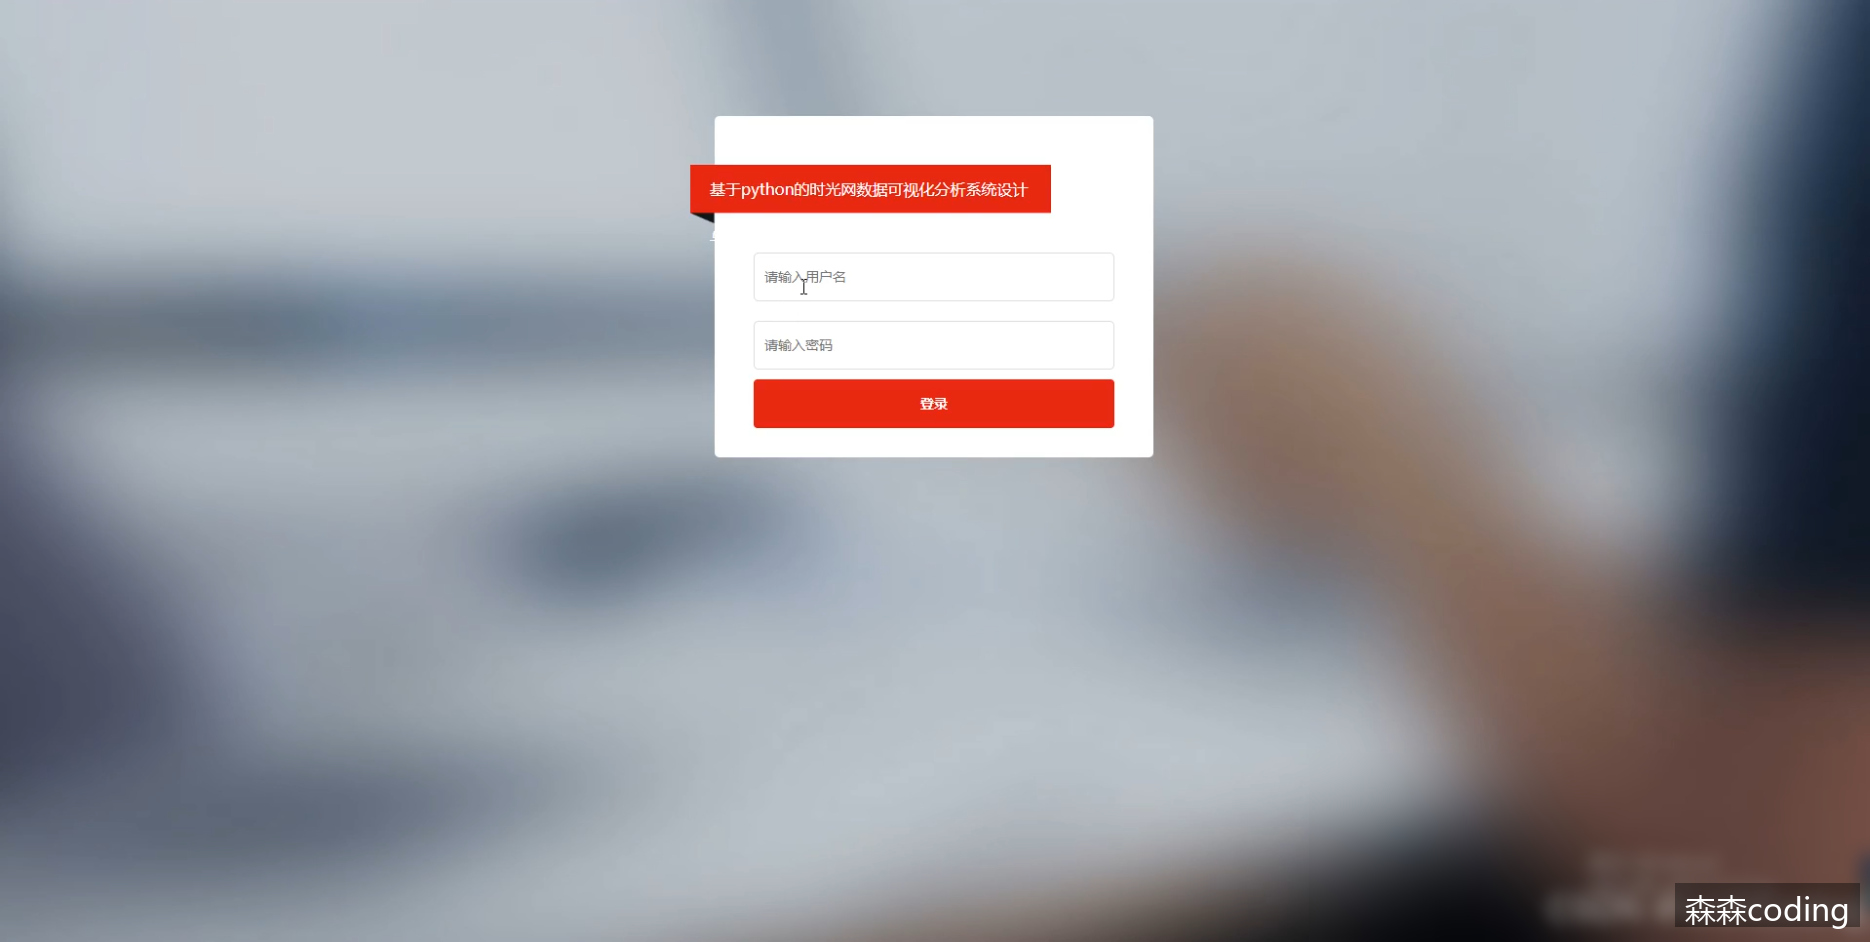 基于python的时光网数据可视化分析系统设计
请输入用户名
请输入密码
登录
森森coding